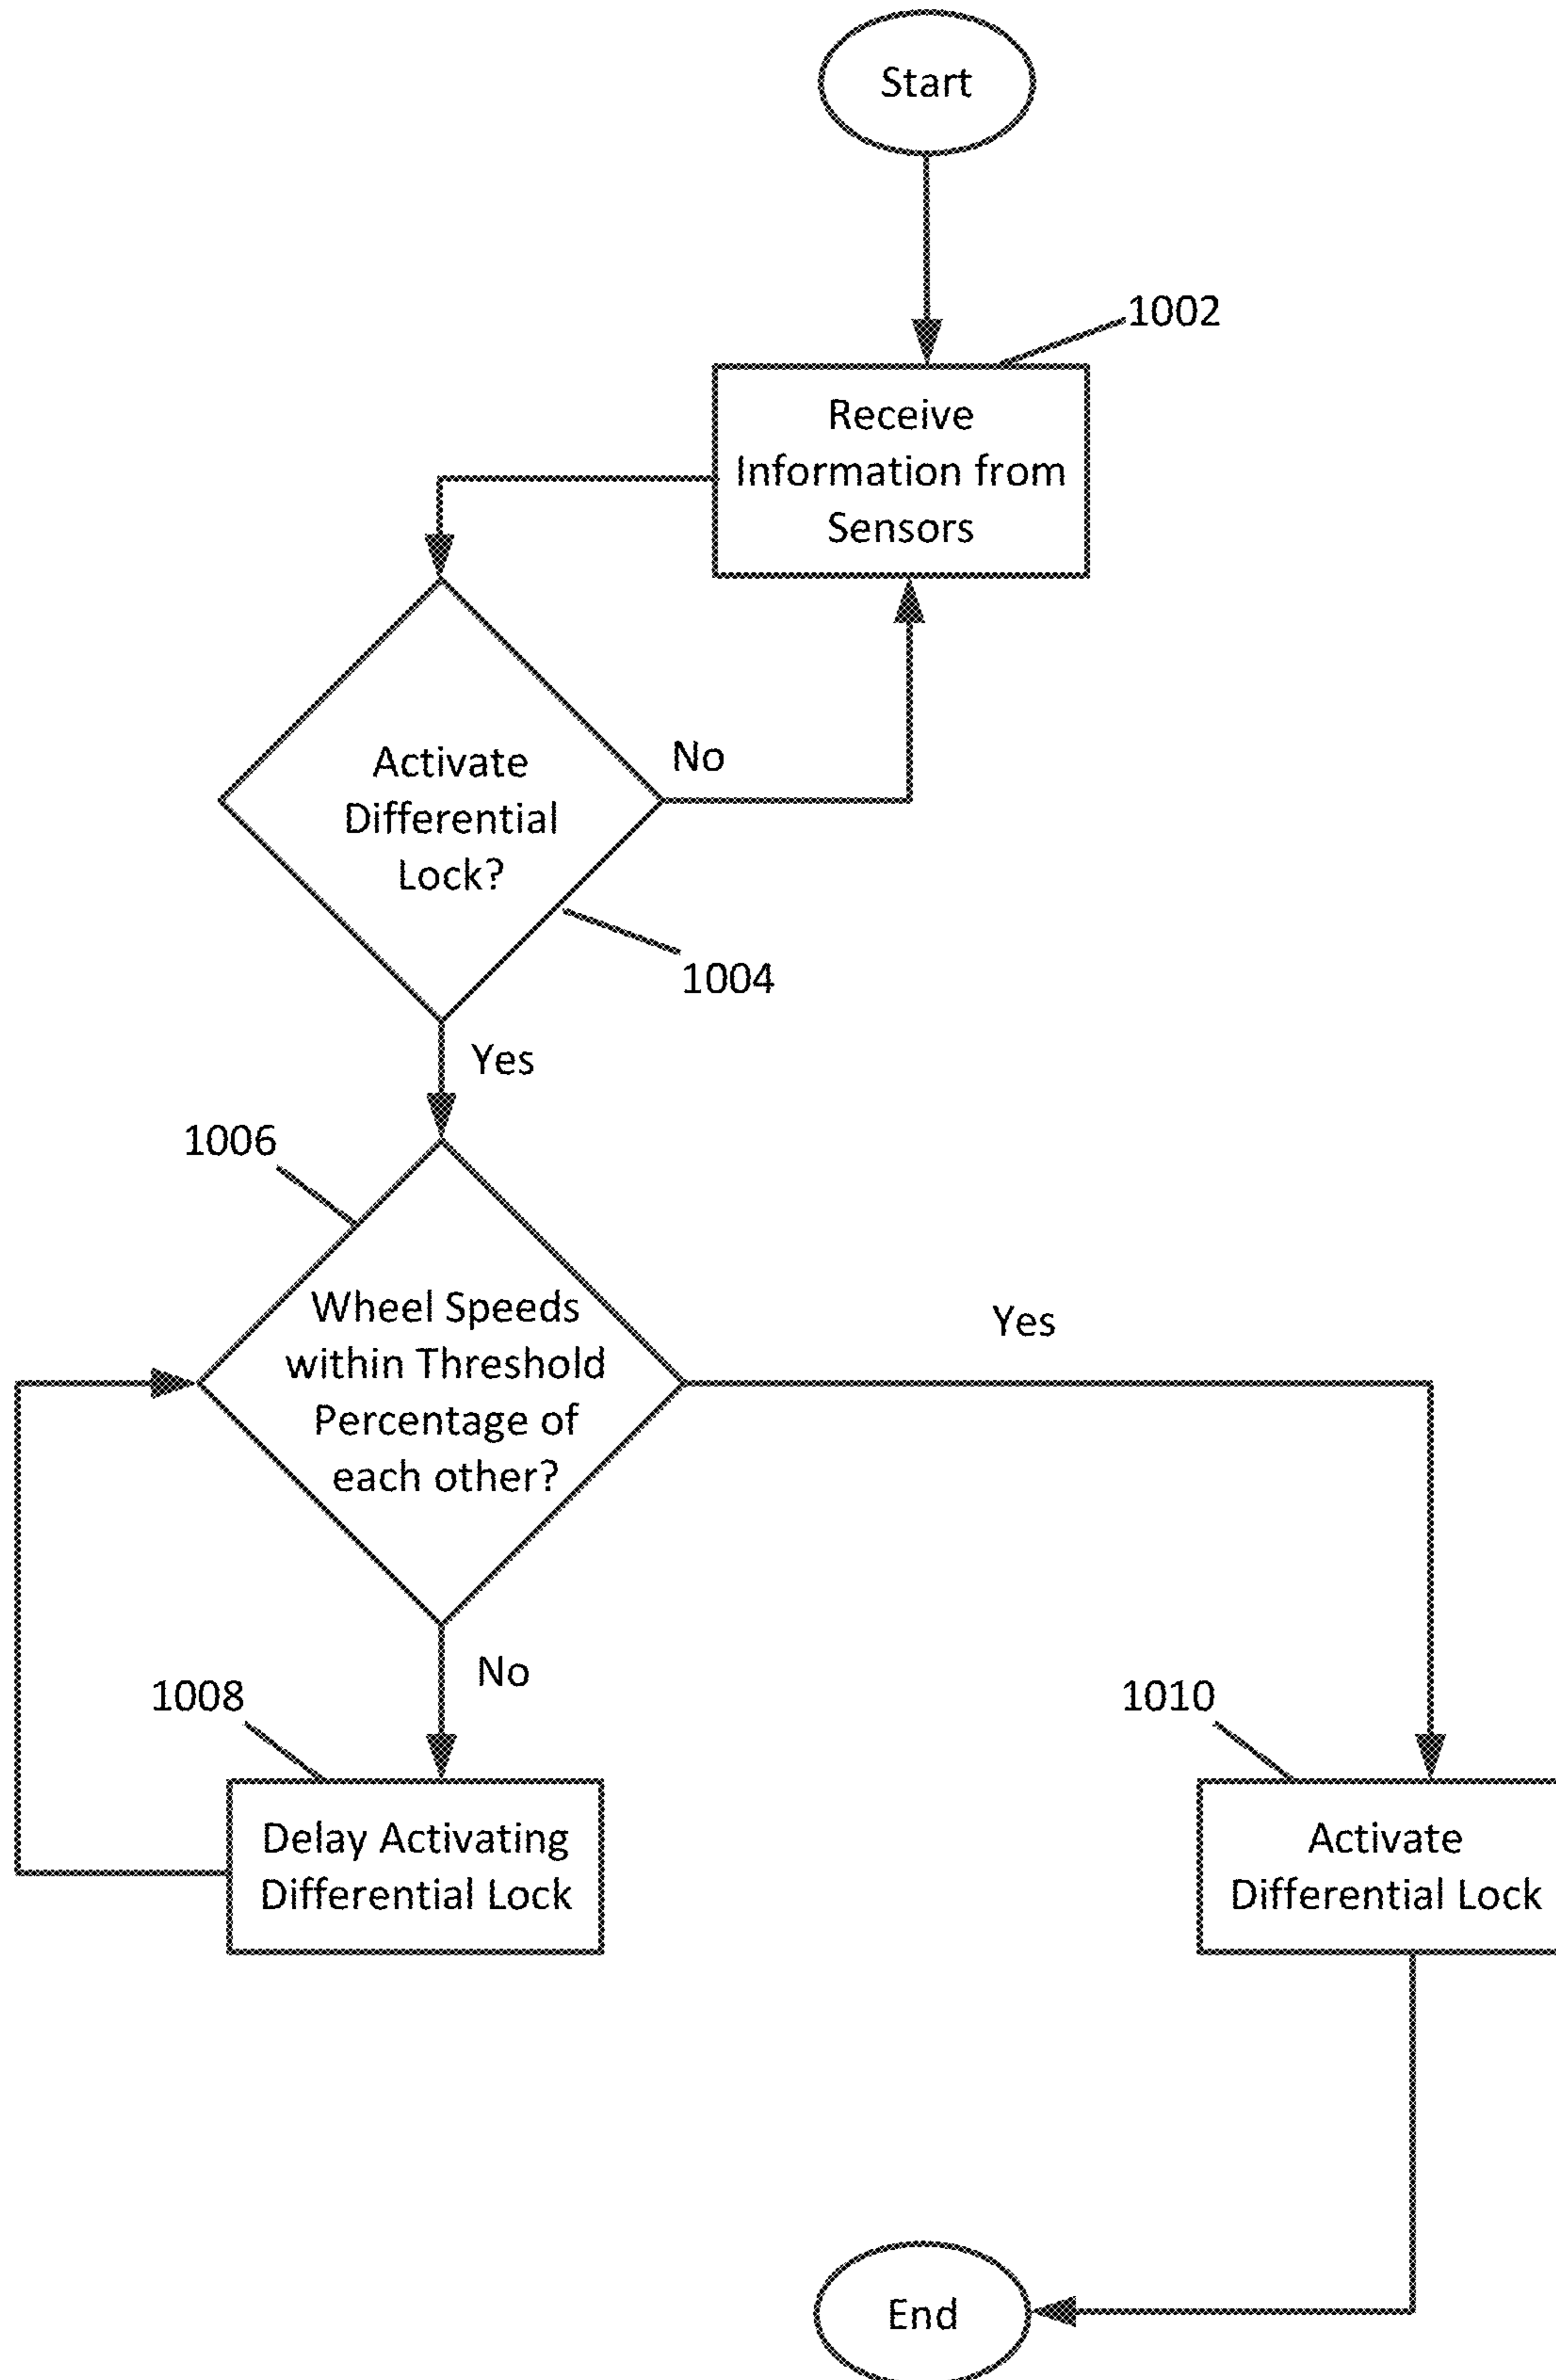 Start
1002
Receive
Information from
Sensors
Activate
Differential
Lock?
No
1004
Yes
1006
Wheel Speeds
within Threshold
Percentage of
each other?
Yes
No
1008
Delay Activating
Differential Lock
1010
Activate
Differential Lock
End